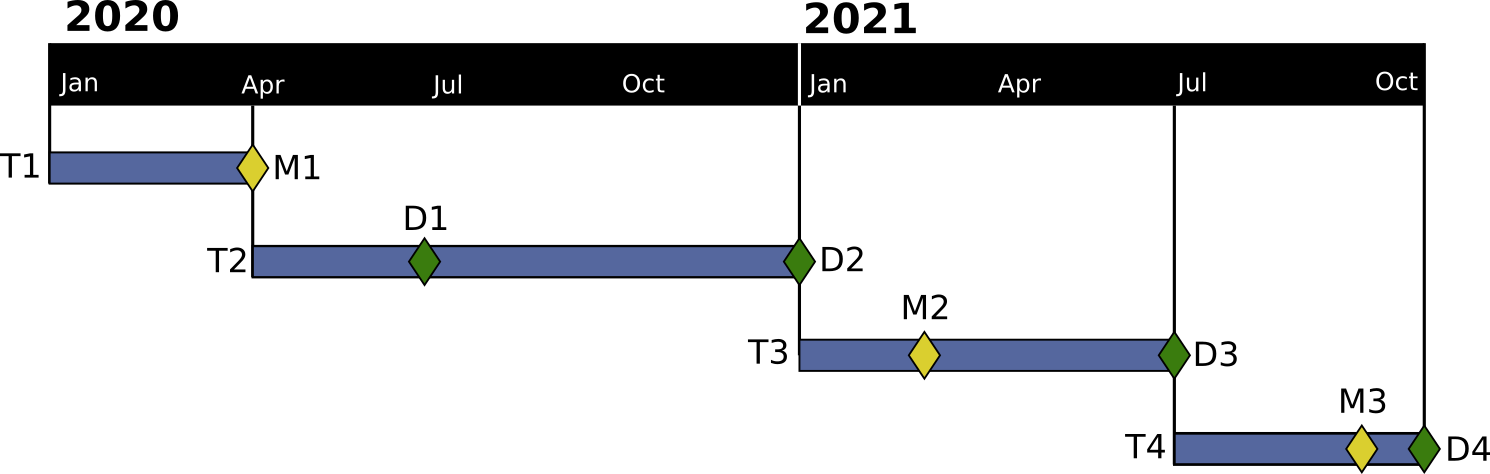 2020 2021
Jan Apr Jul Oct Jan Apr Jul Oct
T1 M1
D1
T2 D2
M2
T3 D3
M3
T4 D4